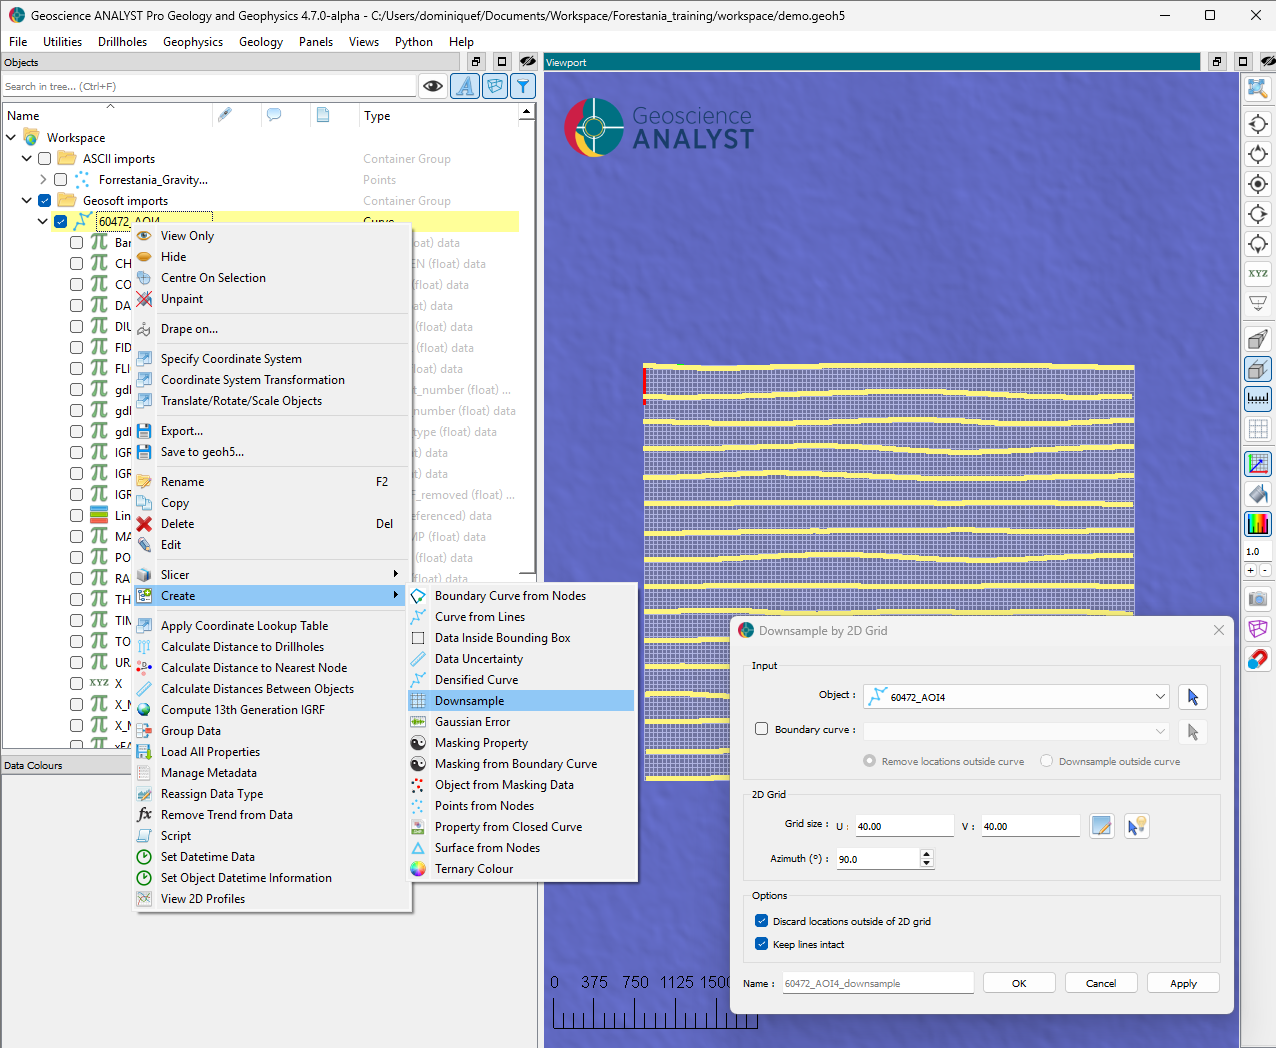 Geoscience ANALYST Pro Geology and Geophysics 4.7.0-alpha - C:/Users/dominiquef/Documents/Workspace/Forestania_training/workspace/demo.geoh5
File Utilities Drillholes Geophysics Geology Panels Views Python Help
Objects
Search in tree... (Ctrl+F)
Name Type
Workspace
ASCII imports Container Group
Forrestania_Gravity... Points
Geosoft imports Container Group
60472_AOI4 Curve
Bar
CH
CO
DA
DIU
FID
FLI
gdl
gdl
gdl
IGR
IGR
IGR
Lin
MA
PO
RA
TH
TIM
TO
UR
XYZ X
X_N
X_N
oat) data
EN (float) data
(float) data
oat) data
(float) data
(float) data
loat) data
t_number (float) ...
number (float) data
type (float) data
float) data
(float) data
F_removed (float) ...
eferenced) data
MP (float) data
(float) data
(float) data
View Only
Hide
Centre On Selection
Unpaint
Drape on...
Specify Coordinate System
Coordinate System Transformation
Translate/Rotate/Scale Objects
Export...
Save to geoh5...
Rename F2
Copy
Delete Del
Edit
Slicer
Create
Apply Coordinate Lookup Table
Calculate Distance to Drillholes
Calculate Distance to Nearest Node
Calculate Distances Between Objects
Compute 13th Generation IGRF
Group Data
Load All Properties
Manage Metadata
Reassign Data Type
Remove Trend from Data
Script
Set Datetime Data
Set Object Datetime Information
View 2D Profiles
Boundary Curve from Nodes
Curve from Lines
Data Inside Bounding Box
Data Uncertainty
Densified Curve
Downsample
Gaussian Error
Masking Property
Masking from Boundary Curve
Object from Masking Data
Points from Nodes
Property from Closed Curve
Surface from Nodes
Ternary Colour
Data Colours
Viewport
Geoscience
ANALYST
0 375 750 1125 1500
XYZ
1.0
+ -
Downsample by 2D Grid
Input
Object : 60472_AOI4
Boundary curve :
Remove locations outside curve Downsample outside curve
2D Grid
Grid size : U : 40.00 V : 40.00
Azimuth (°) : 90.0
Options
Discard locations outside of 2D grid
Keep lines intact
Name : 60472_AOI4_downsample OK Cancel Apply